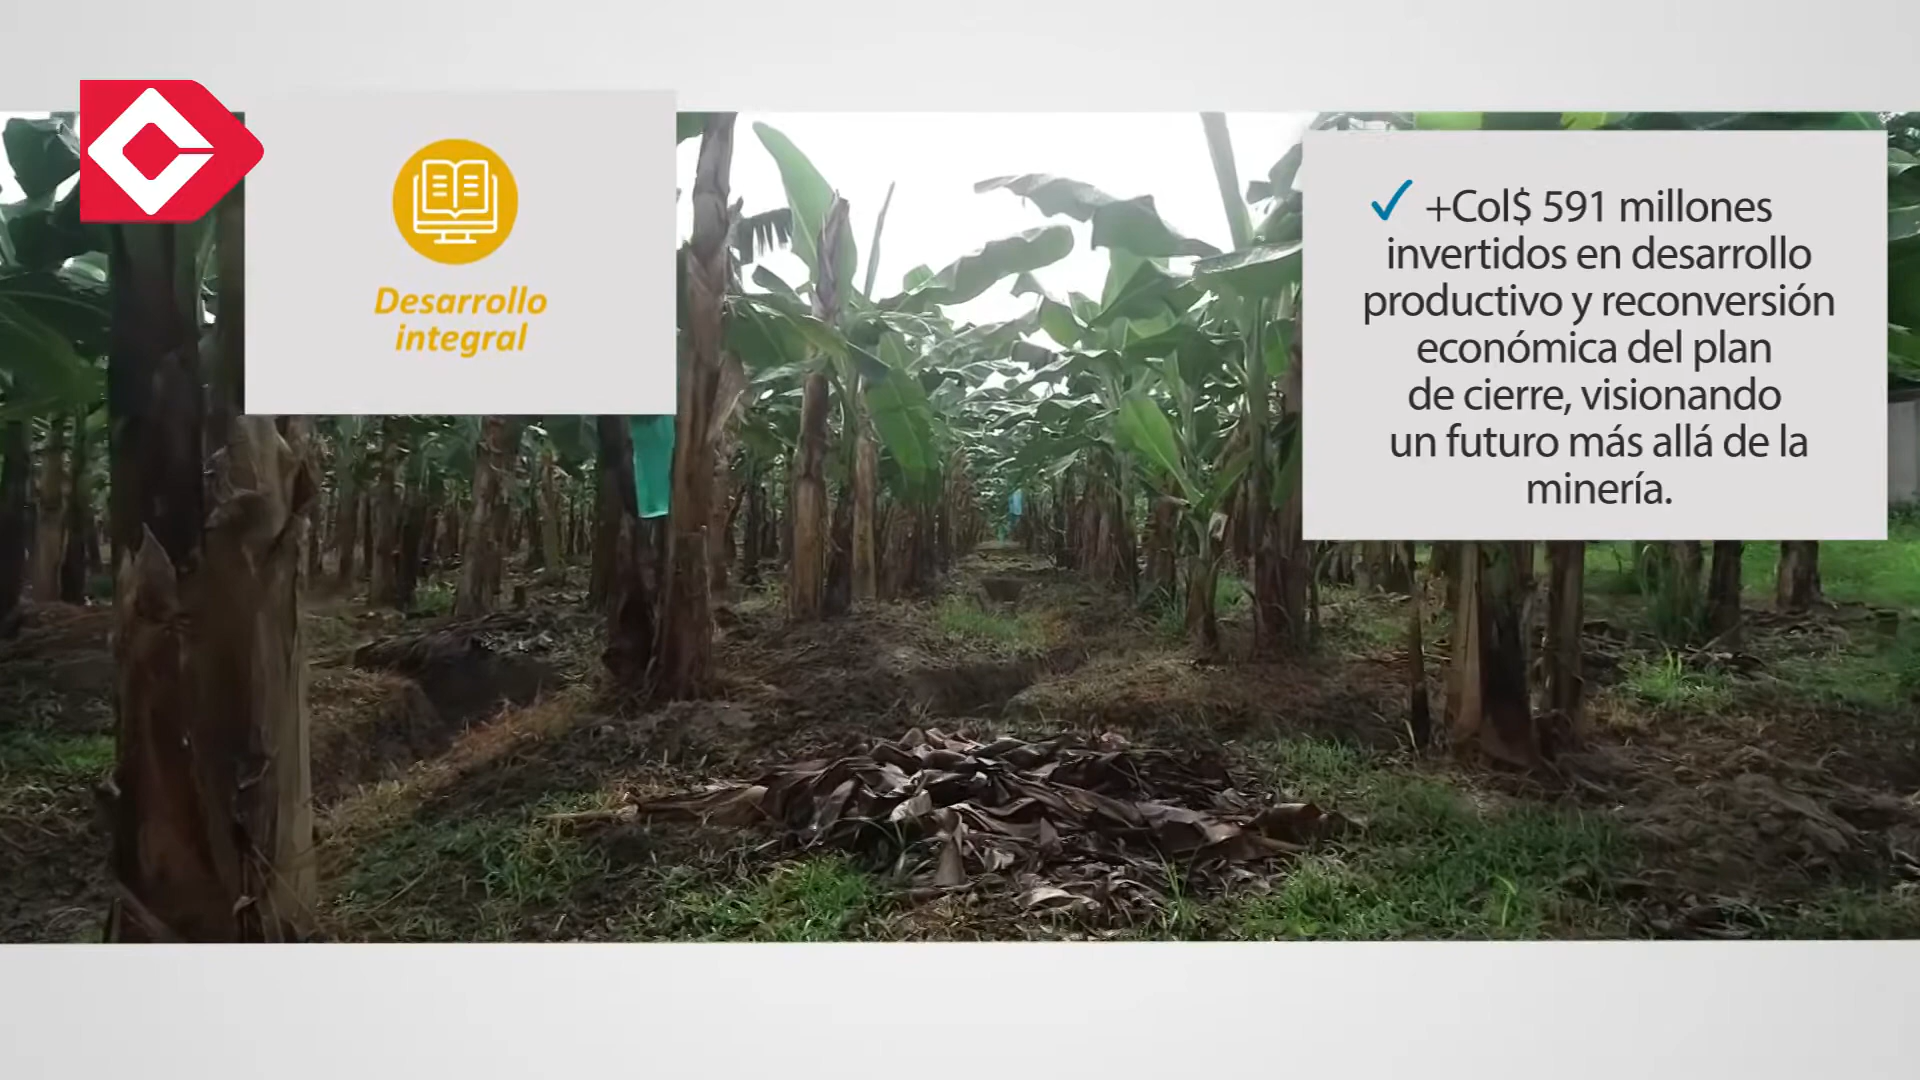 Desarrollo
integral
+Col$ 591 millones
invertidos en desarrollo
productivo y reconversión
económica del plan
de cierre, visionando
un futuro más allá de la
minería.